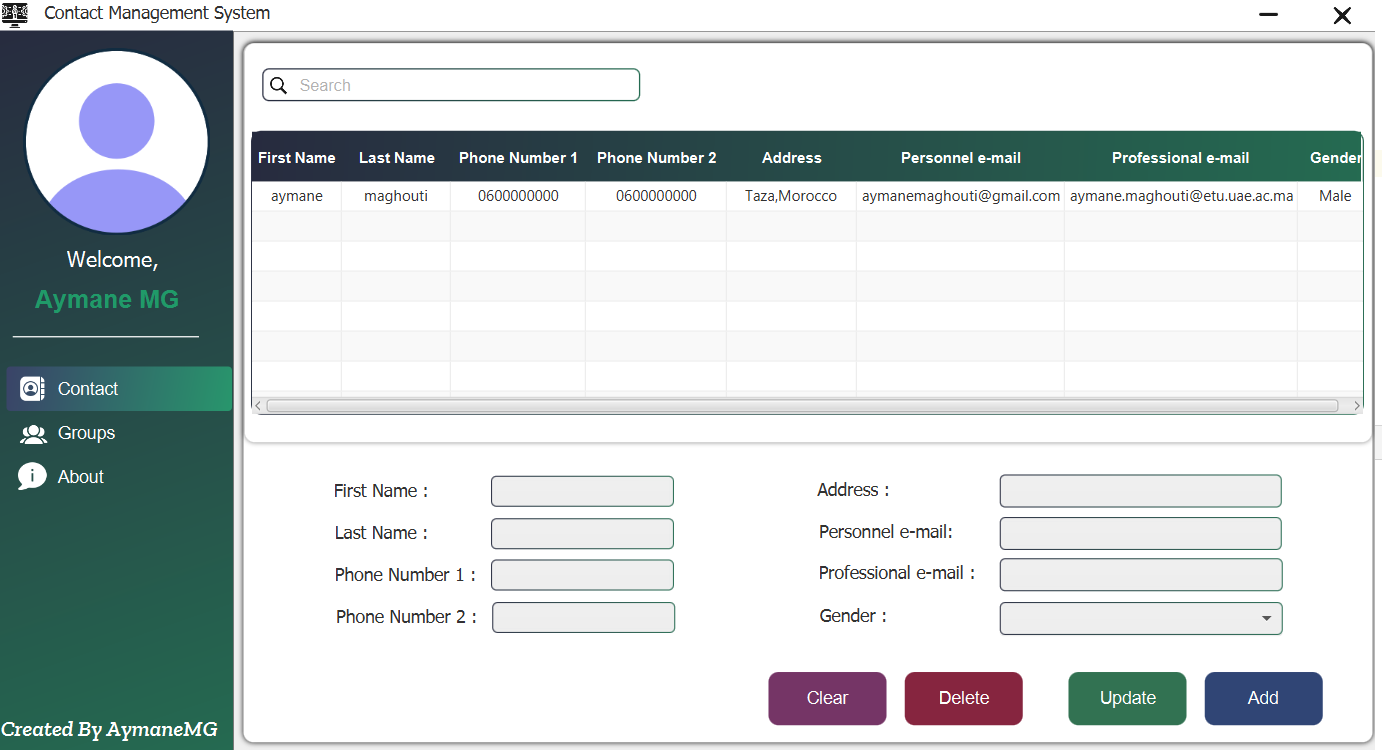 Contact Management System
Welcome,
Aymane MG
Contact
Groups
About
Created By AymaneMG
Search
First Name Last Name Phone Number 1 Phone Number 2 Address Personnel e-mail Professional e-mail Gender
aymane maghouti 0600000000 0600000000 Taza,Morocco aymanemaghouti@gmail.com aymane.maghouti@etu.uae.ac.ma Male
First Name :
Last Name :
Phone Number 1 :
Phone Number 2 :
Address :
Personnel e-mail:
Professional e-mail :
Gender :
Clear Delete Update Add